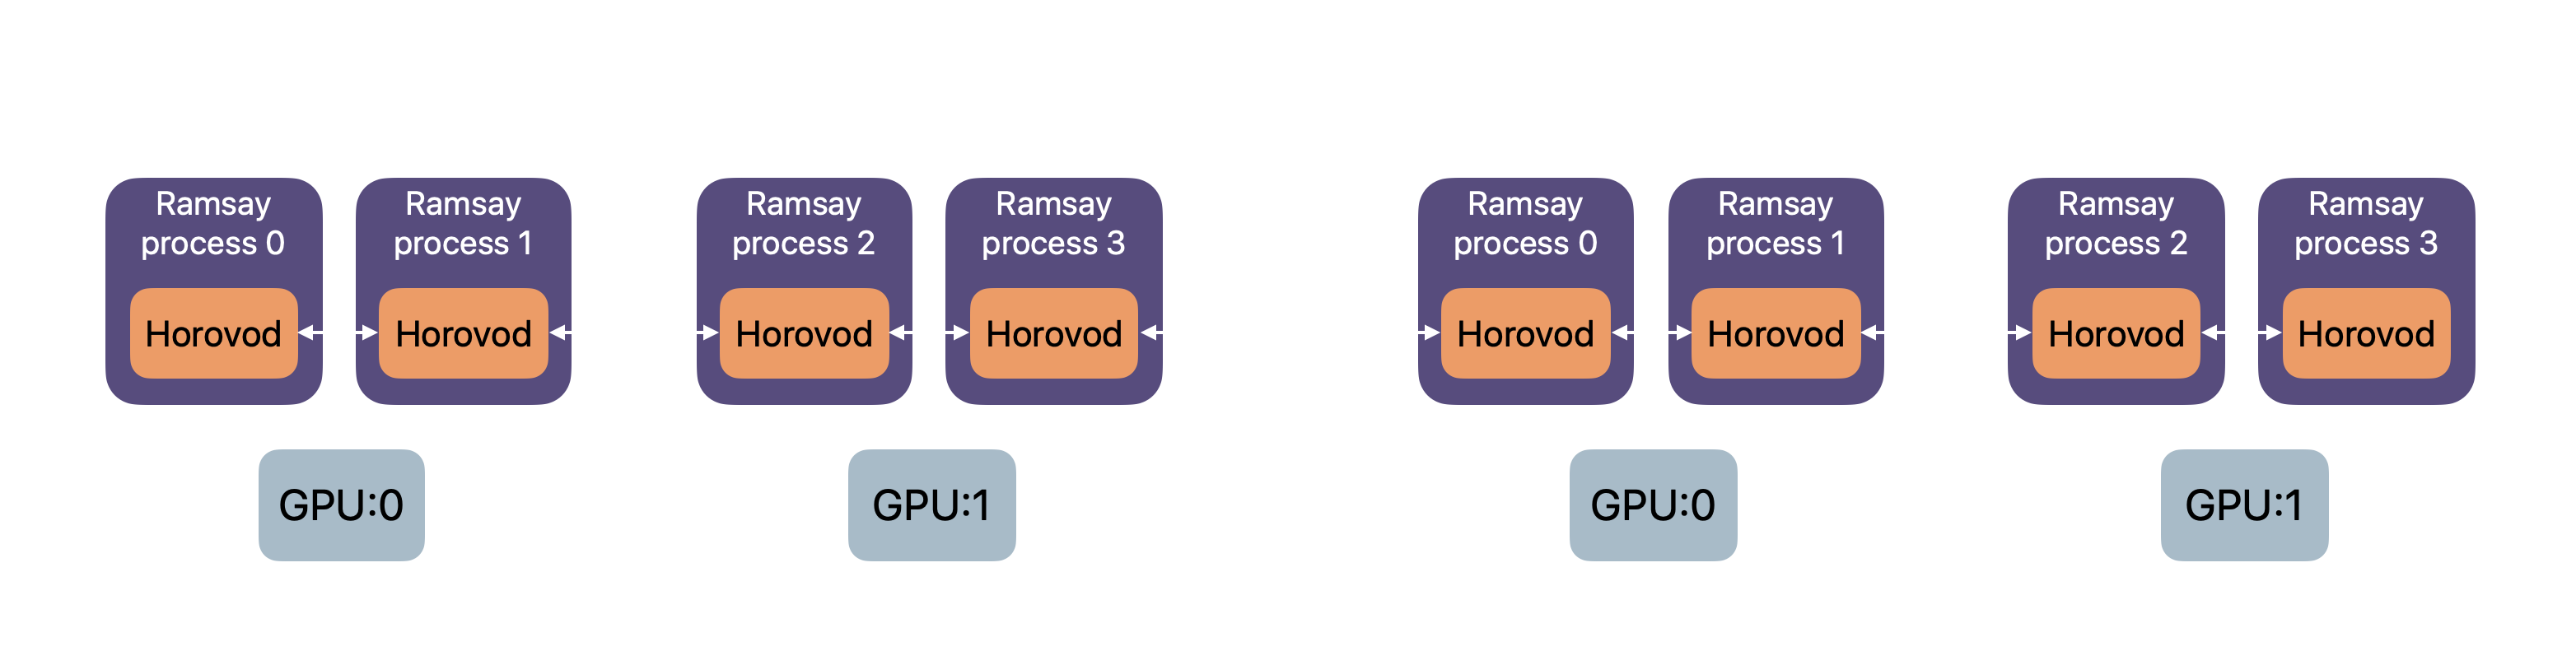 Ramsay
process 0
Horovod
Ramsay
process 1
Horovod
GPU:0
Ramsay
process 2
Horovod
Ramsay
process 3
Horovod
GPU:1
Ramsay
process 0
Horovod
Ramsay
process 1
Horovod
GPU:0
Ramsay
process 2
Horovod
Ramsay
process 3
Horovod
GPU:1